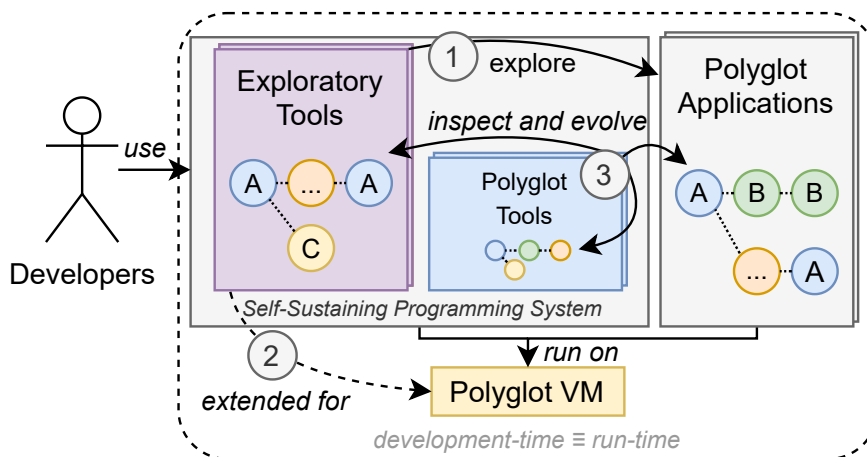 1
explore
Exploratory
Tools
Polyglot
Applications
use
inspect and evolve
3
A
...
A
C
Polyglot
Tools
A
B
B
...
A
Developers
Self-Sustaining Programming System
2
run on
extended for
Polyglot VM
development-time ≡ run-time